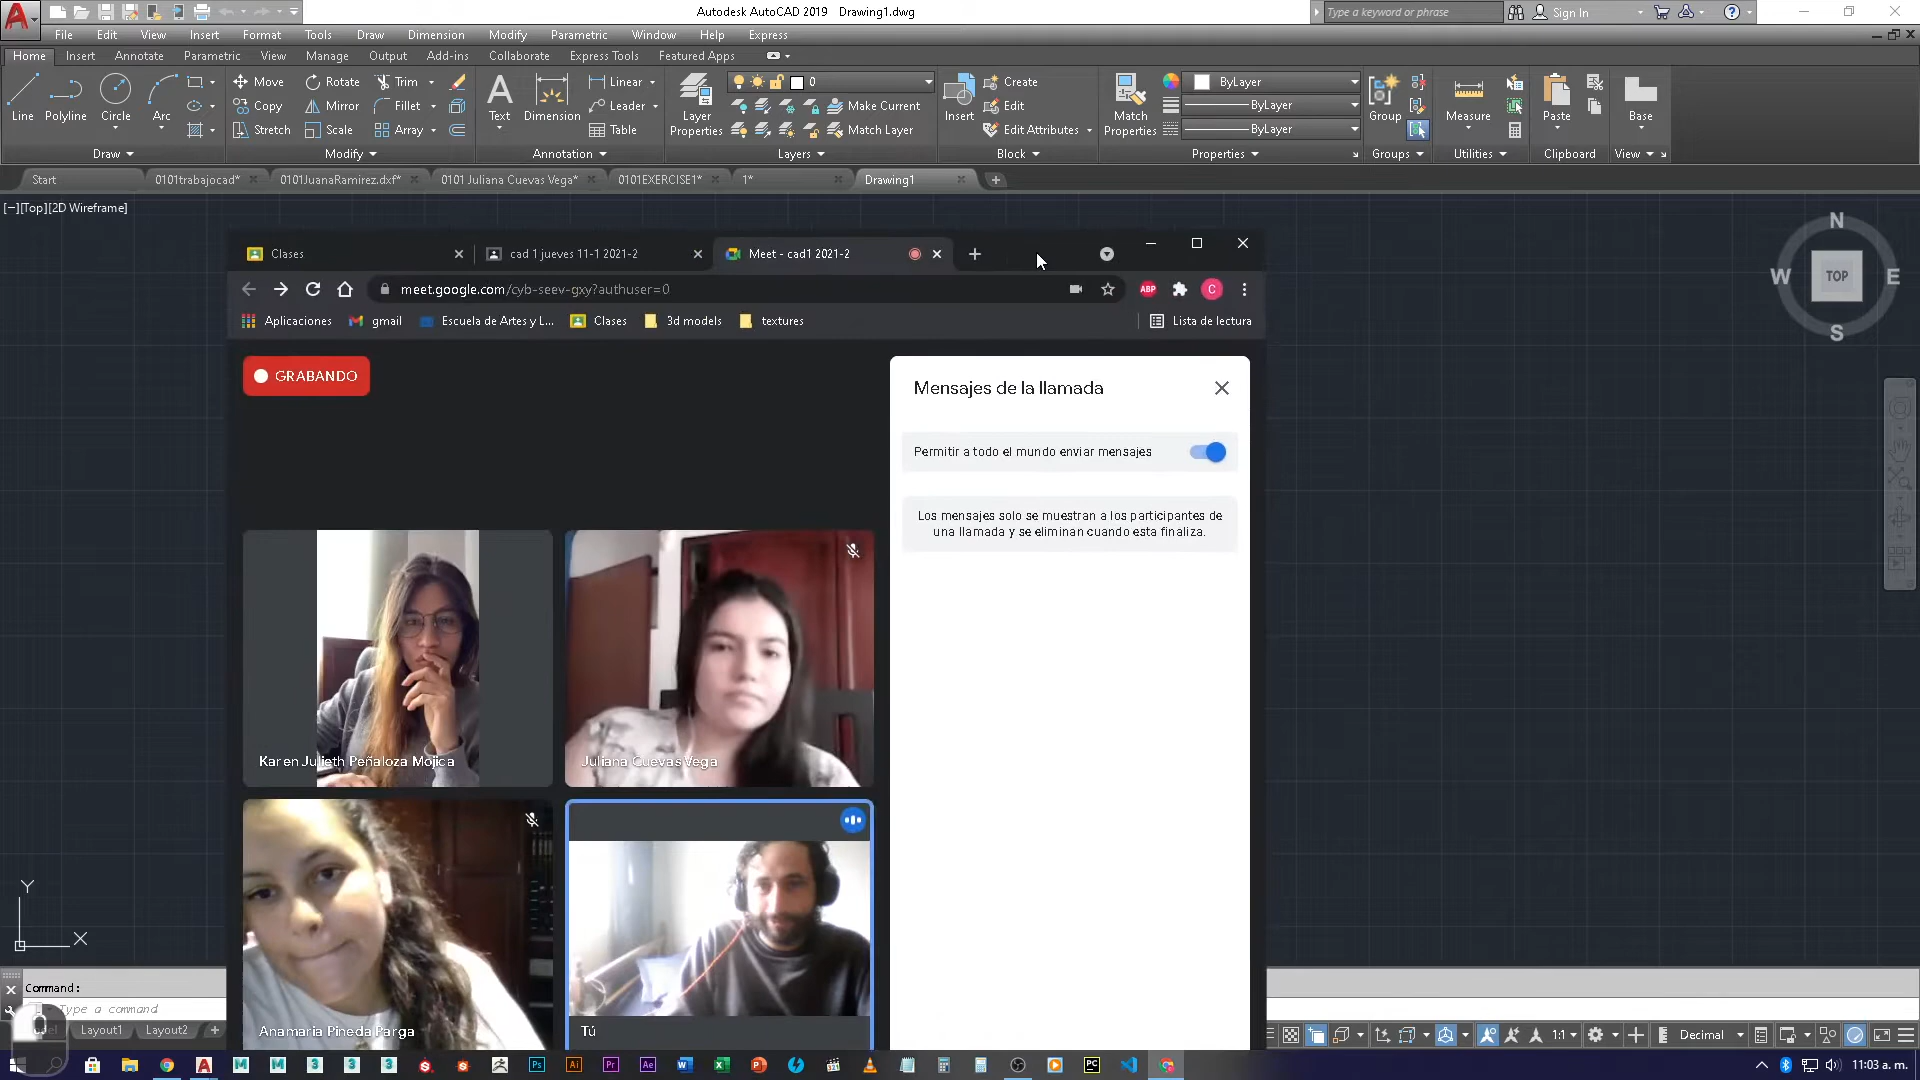 Autodesk AutoCAD 2019 Drawing1.dwg
Type a keyword or phrase
Sign In
File Edit View Insert Format Tools Draw Dimension Modify Parametric Window Help Express
Home Insert Annotate Parametric View Manage Output Add-ins Collaborate Express Tools Featured Apps
Line Polyline Circle Arc
Move Rotate Trim
Copy Mirror Fillet
Stretch Scale Array
Text Dimension
Linear
Leader
Table
Layer Properties
0
Make Current
Match Layer
Insert
Create
Edit
Edit Attributes
Match Properties
ByLayer
ByLayer
ByLayer
Group
Measure
Paste
Base
Draw Modify Annotation Layers Block Properties Groups Utilities Clipboard View
Start 0101trabajocad* 0101JuanaRamirez.dxf* 0101 Juliana Cuevas Vega* 0101EXERCISE1* 1* Drawing1
[−][Top][2D Wireframe]
N
W TOP E
S
Clases
cad 1 jueves 11-1 2021-2
Meet - cad1 2021-2
meet.google.com/cyb-seev-gxy?authuser=0
ABP
C
Aplicaciones gmail Escuela de Artes y L... Clases 3d models textures Lista de lectura
GRABANDO
Mensajes de la llamada
Permitir a todo el mundo enviar mensajes
Los mensajes solo se muestran a los participantes de
una llamada y se eliminan cuando esta finaliza.
Karen Julieth Peñaloza Mojica
Juliana Cuevas Vega
Anamaria Pineda Parga
Tú
Y
X
Command:
Type a command
Layout1 Layout2
1:1
Decimal
Ps Ai Pr Ae
PC
11:03 a. m.